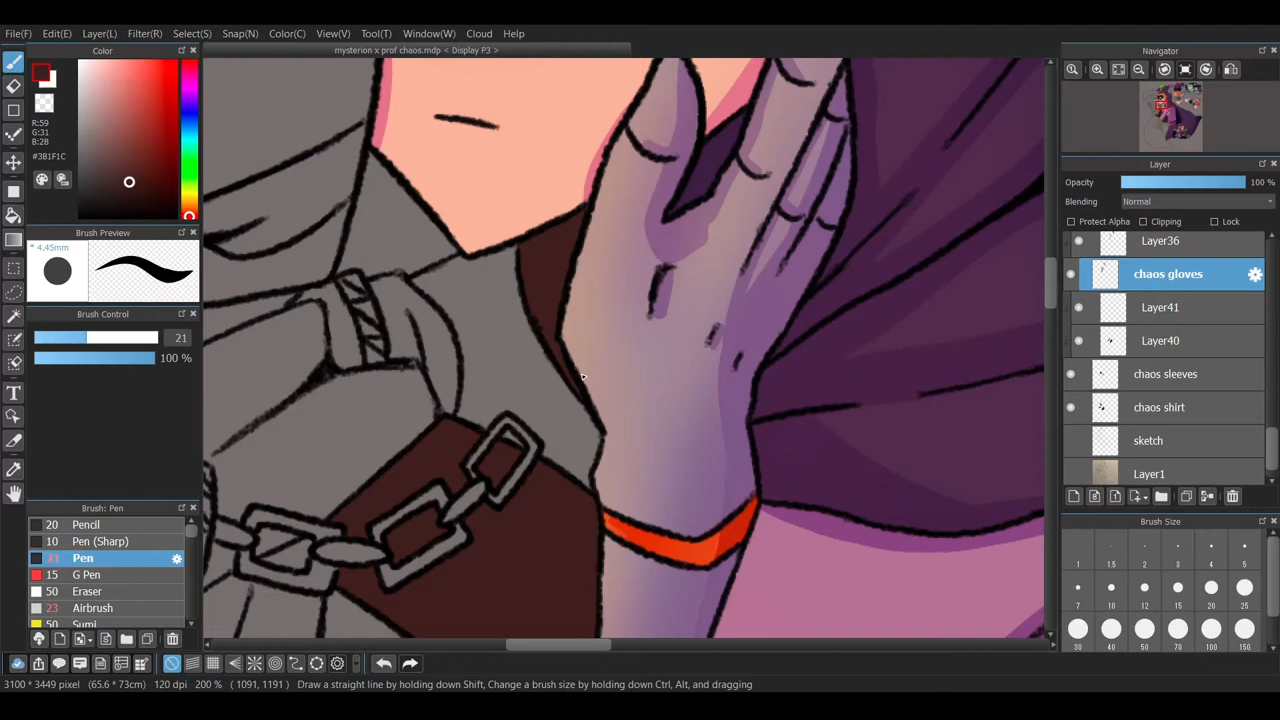 File(F) Edit(E) Layer(L) Filter(R) Select(S) Snap(N) Color(C) View(V) Tool(T) Window(W) Cloud Help
Color
mysterion x prof chaos.mdp < Display P3 >
Navigator
R:59
G:31
B:28
#3B1F1C
Brush Preview
* 4.45mm
Brush Control
21
100 %
Brush: Pen
20 Pencil
10 Pen (Sharp)
21 Pen
15 G Pen
50 Eraser
23 Airbrush
50 Sumi
Layer
Opacity 100 %
Blending Normal
Protect Alpha Clipping Lock
Layer36
chaos gloves
Layer41
Layer40
chaos sleeves
chaos shirt
sketch
Layer1
Brush Size
1 1.5 2 3 4 5
7 10 12 15 20 25
30 40 50 70 100 150
3100 * 3449 pixel (65.6 * 73cm) 120 dpi 200 % ( 1091, 1191 ) Draw a straight line by holding down Shift, Change a brush size by holding down Ctrl, Alt, and dragging